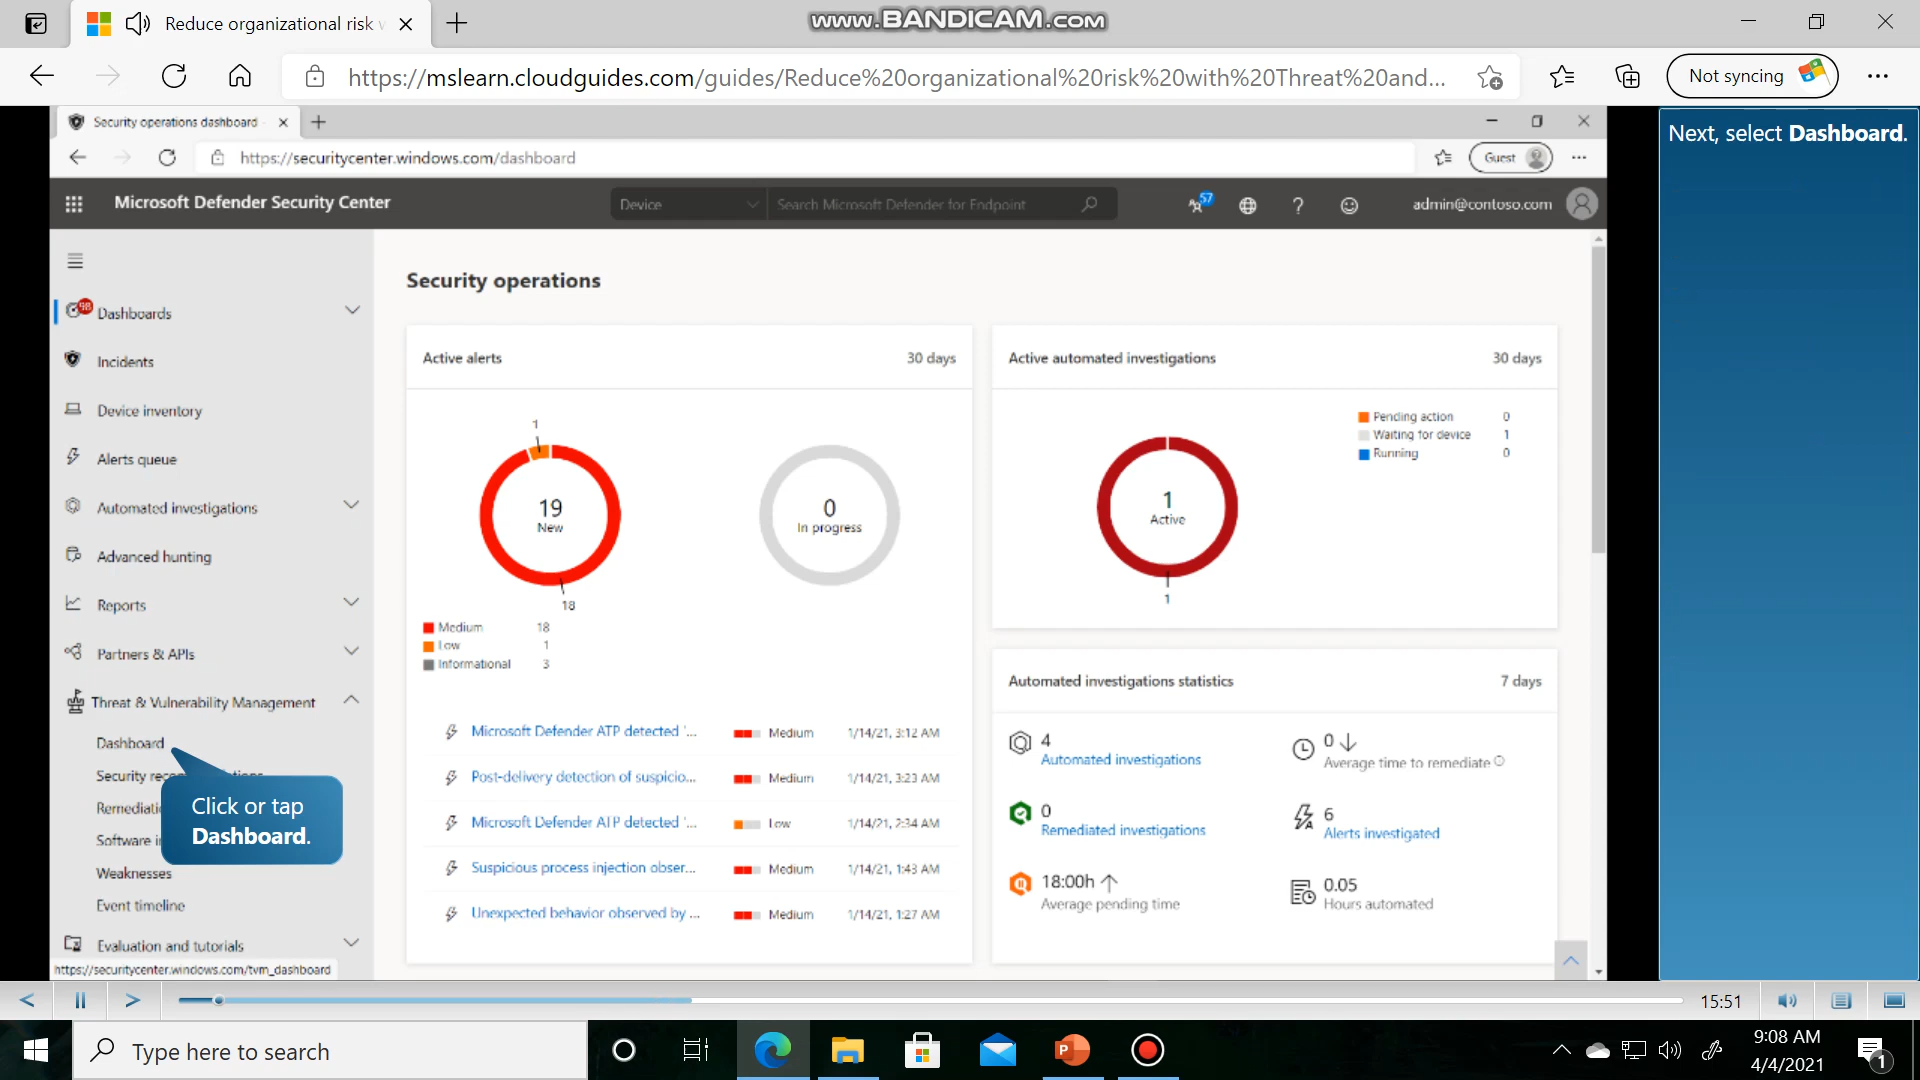 Reduce organizational risk w
www.BANDICAM.com
https://mslearn.cloudguides.com/guides/Reduce%20organizational%20risk%20with%20Threat%20and...
Not syncing
Security operations dashboard
https://securitycenter.windows.com/dashboard
Guest
Next, select Dashboard.
Microsoft Defender Security Center
Device
Search Microsoft Defender for Endpoint
57
?
admin@contoso.com
98
Dashboards
Incidents
Device inventory
Alerts queue
Automated investigations
Advanced hunting
Reports
Partners & APIs
Threat & Vulnerability Management
Dashboard
Security
Click or tap
Dashboard.
Weaknesses
Event timeline
Evaluation and tutorials
https://securitycenter.windows.com/tvm_dashboard
Security operations
Active alerts
30 days
1
19
New
18
0
In progress
Medium 18
Low 1
Informational 3
Microsoft Defender ATP detected '... Medium 1/14/21, 3:12 AM
Post-delivery detection of suspicio... Medium 1/14/21, 3:23 AM
Microsoft Defender ATP detected '... Low 1/14/21, 2:34 AM
Suspicious process injection obser... Medium 1/14/21, 1:43 AM
Unexpected behavior observed by ... Medium 1/14/21, 1:27 AM
Active automated investigations
30 days
Pending action 0
Waiting for device 1
Running 0
1
Active
1
Automated investigations statistics
7 days
4
Automated investigations
0
Average time to remediate
0
Remediated investigations
6
Alerts investigated
18:00h
Average pending time
0.05
Hours automated
15:51
Type here to search
9:08 AM
4/4/2021
1